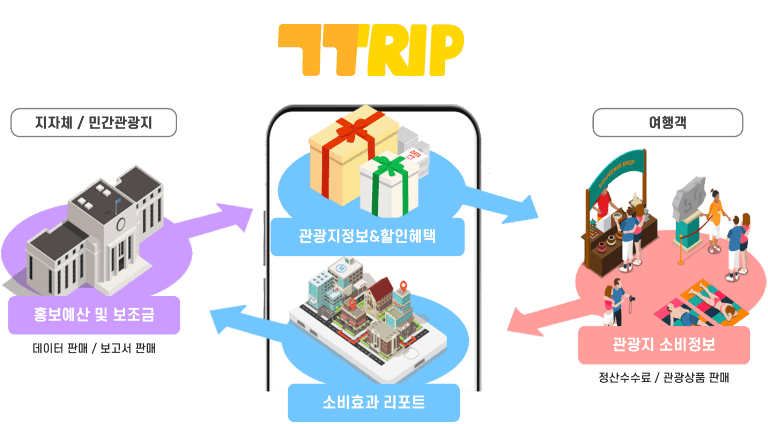 ㄲTRIP
지자체 / 민간관광지
여행객
SOUVENIR SHOP
관광지정보&할인혜택
홍보예산 및 보조금
데이터 판매 / 보고서 판매
관광지 소비정보
정산수수료 / 관광상품 판매
소비효과 리포트